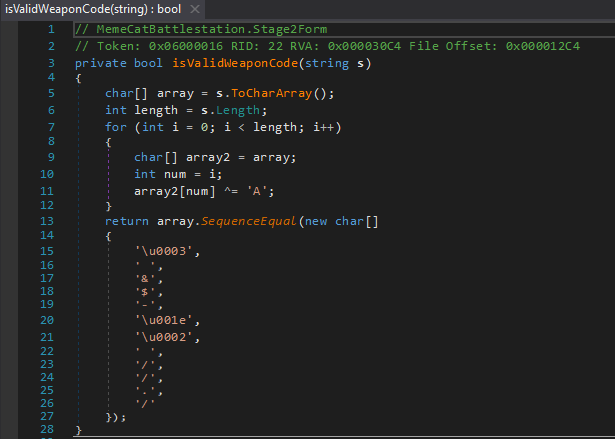 isValidWeaponCode(string) : bool ×
1 // MemeCatBattlestation.Stage2Form
2 // Token: 0x06000016 RID: 22 RVA: 0x000030C4 File Offset: 0x000012C4
3 private bool isValidWeaponCode(string s)
4 {
5 char[] array = s.ToCharArray();
6 int length = s.Length;
7 for (int i = 0; i < length; i++)
8 {
9 char[] array2 = array;
10 int num = i;
11 array2[num] ^= 'A';
12 }
13 return array.SequenceEqual(new char[]
14 {
15 '\u0003',
16 ' ',
17 '&',
18 '$',
19 '-',
20 '\u001e',
21 '\u0002',
22 ' ',
23 '/',
24 '/',
25 '.',
26 '/'
27 });
28 }